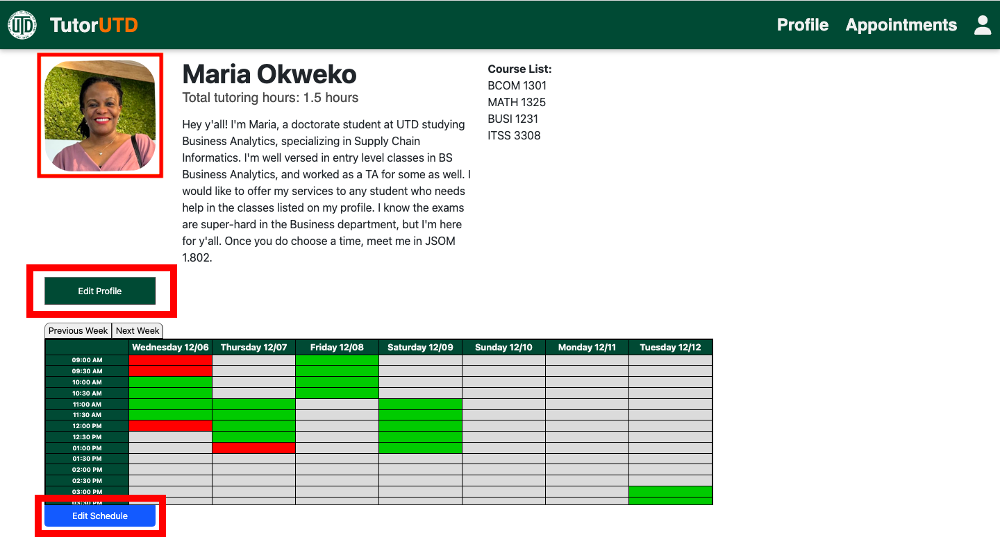 UTD
TutorUTD
Profile
Appointments
Maria Okweko
Total tutoring hours: 1.5 hours
Hey y'all! I'm Maria, a doctorate student at UTD studying
Business Analytics, specializing in Supply Chain
Informatics. I'm well versed in entry level classes in BS
Business Analytics, and worked as a TA for some as well. I
would like to offer my services to any student who needs
help in the classes listed on my profile. I know the exams
are super-hard in the Business department, but I'm here
for y'all. Once you do choose a time, meet me in JSOM
1.802.
Course List:
BCOM 1301
MATH 1325
BUSI 1231
ITSS 3308
Edit Profile
Previous Week Next Week
Wednesday 12/06 Thursday 12/07 Friday 12/08 Saturday 12/09 Sunday 12/10 Monday 12/11 Tuesday 12/12
09:00 AM
09:30 AM
10:00 AM
10:30 AM
11:00 AM
11:30 AM
12:00 PM
12:30 PM
01:00 PM
01:30 PM
02:00 PM
02:30 PM
03:00 PM
03:30 PM
Edit Schedule